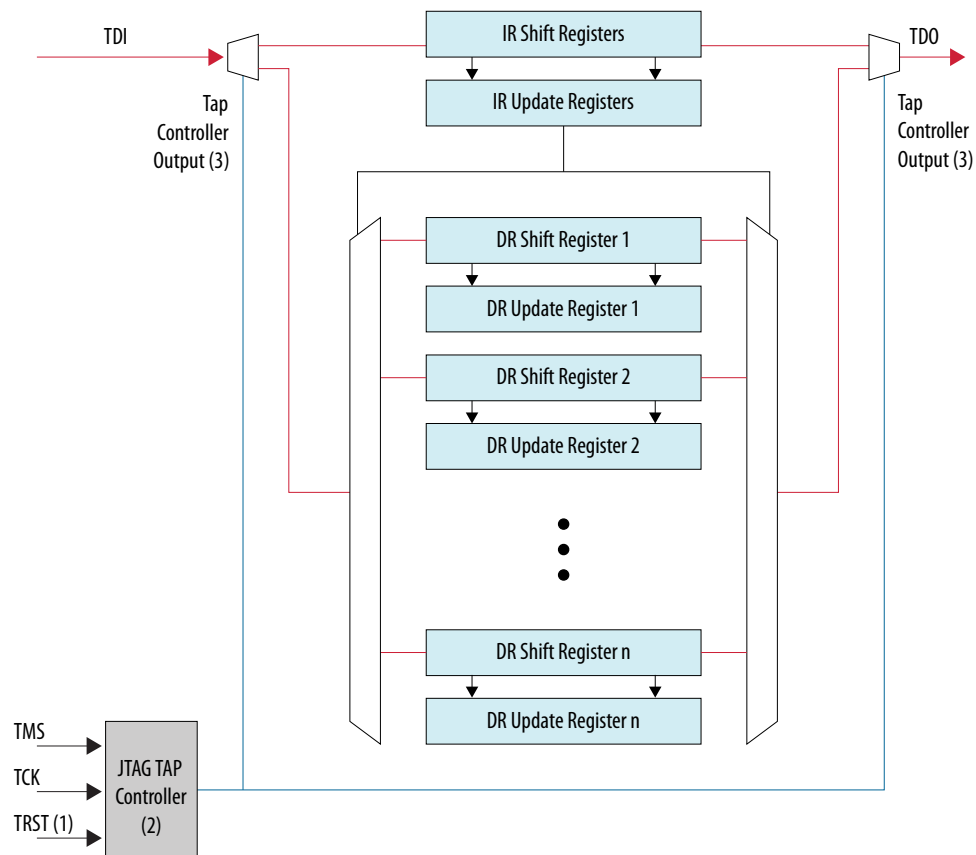 TDI
IR Shift Registers
TDO
IR Update Registers
Tap
Controller
Output (3)
Tap
Controller
Output (3)
DR Shift Register 1
DR Update Register 1
DR Shift Register 2
DR Update Register 2
DR Shift Register n
DR Update Register n
TMS
TCK
TRST (1)
JTAG TAP
Controller
(2)